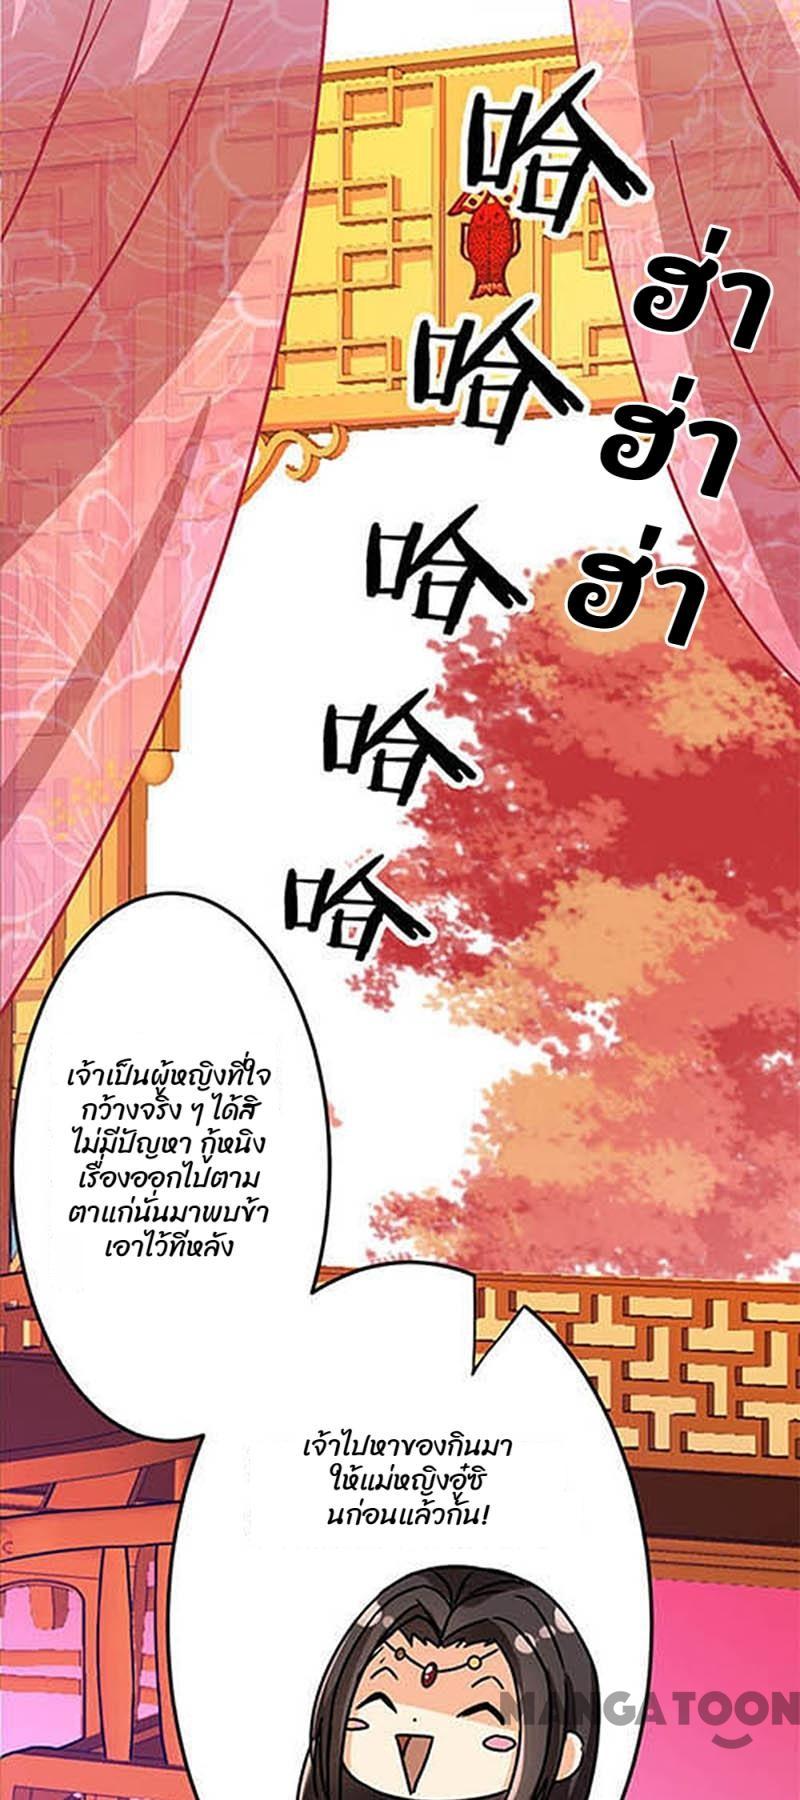 哈
ฮ่า
哈
ฮ่า
哈
ฮ่า
哈
哈
เจ้าเป็นผู้หญิงที่ใจ
กว้างจริง ๆ ได้สิ
ไม่มีปัญหา กู้หนิง
เรื่องออกไปตาม
ตาแก่นั่นมาพบข้า
เอาไว้ทีหลัง
เจ้าไปหาของกินมา
ให้แม่หญิงอู๋ซิ
นก่อนแล้วกัน!
MANGATOON